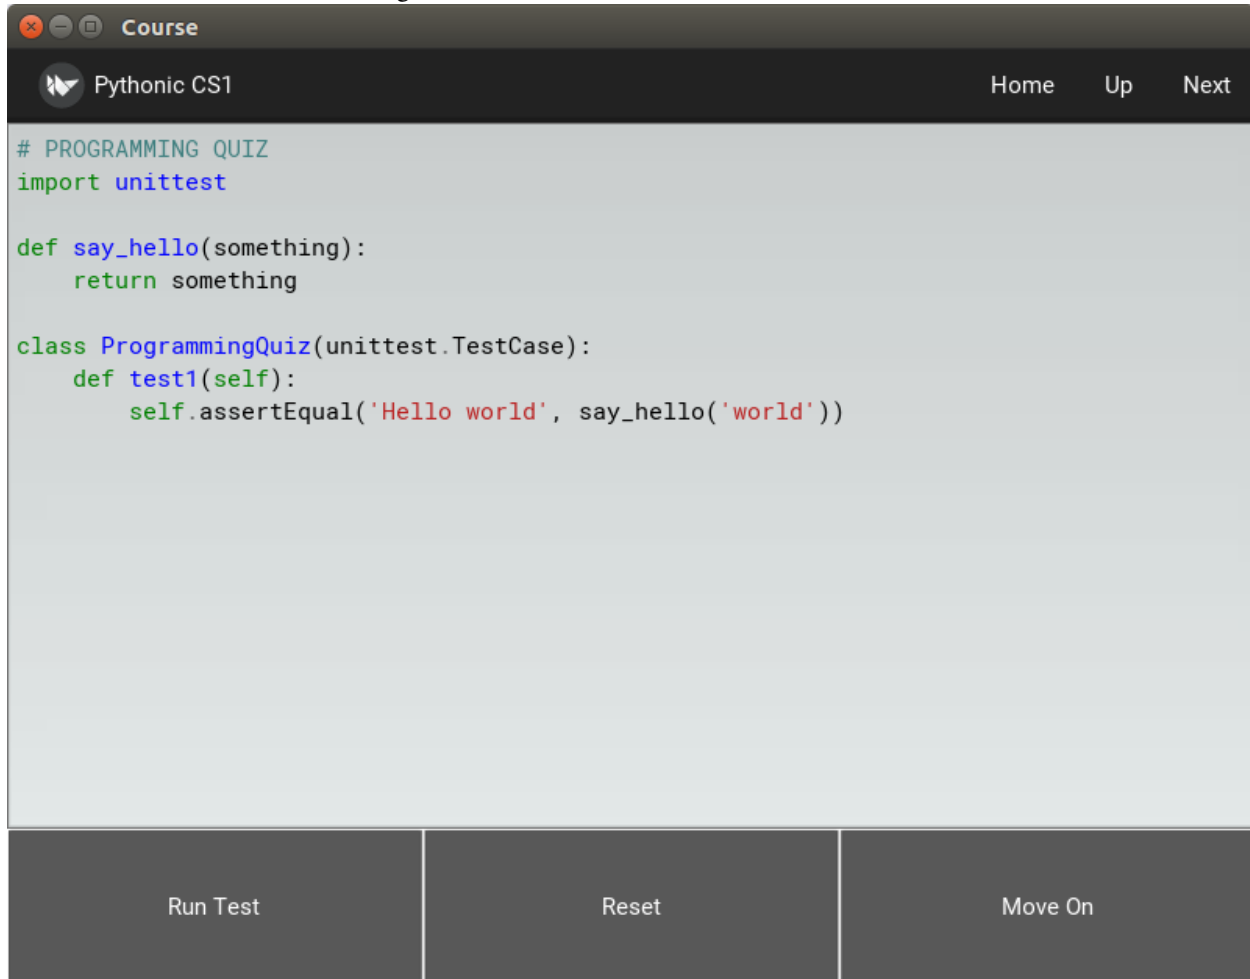 Course
Pythonic CS1 Home Up Next
# PROGRAMMING QUIZ
import unittest

def say_hello(something):
    return something

class ProgrammingQuiz(unittest.TestCase):
    def test1(self):
        self.assertEqual('Hello world', say_hello('world'))
Run Test Reset Move On